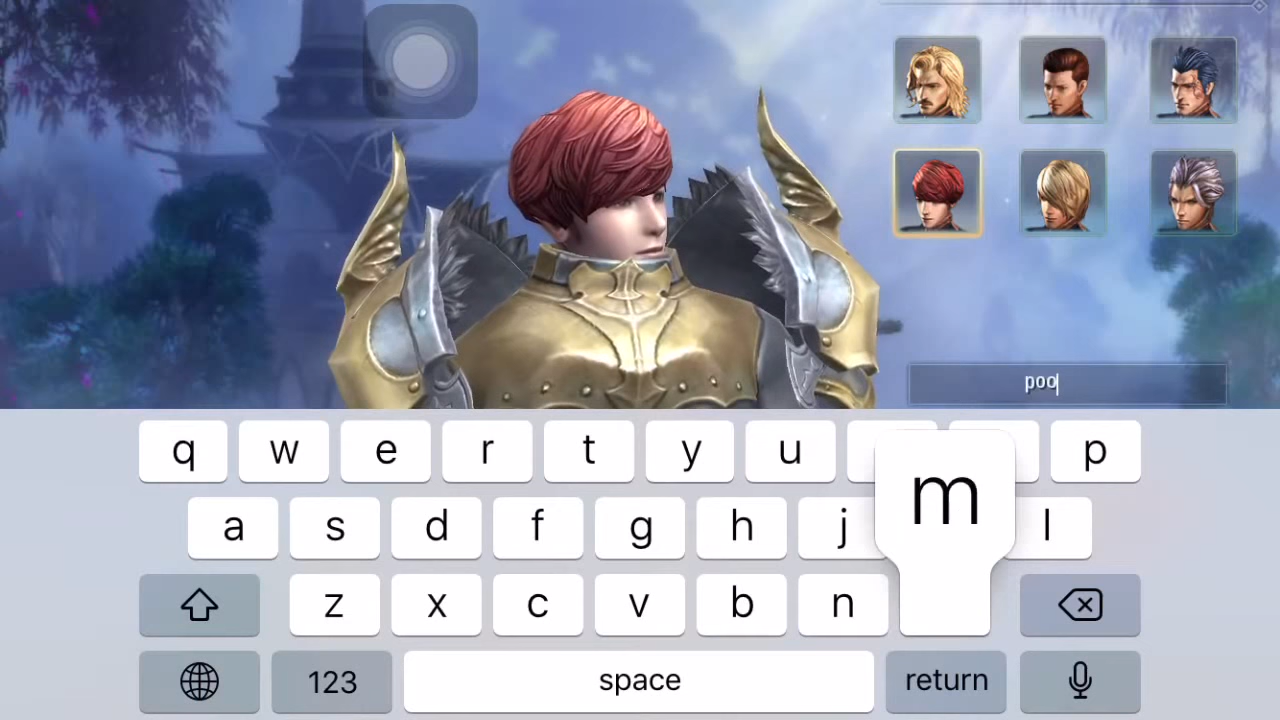 poo
q w e r t y u p
m
a s d f g h j l
z x c v b n
123 space return